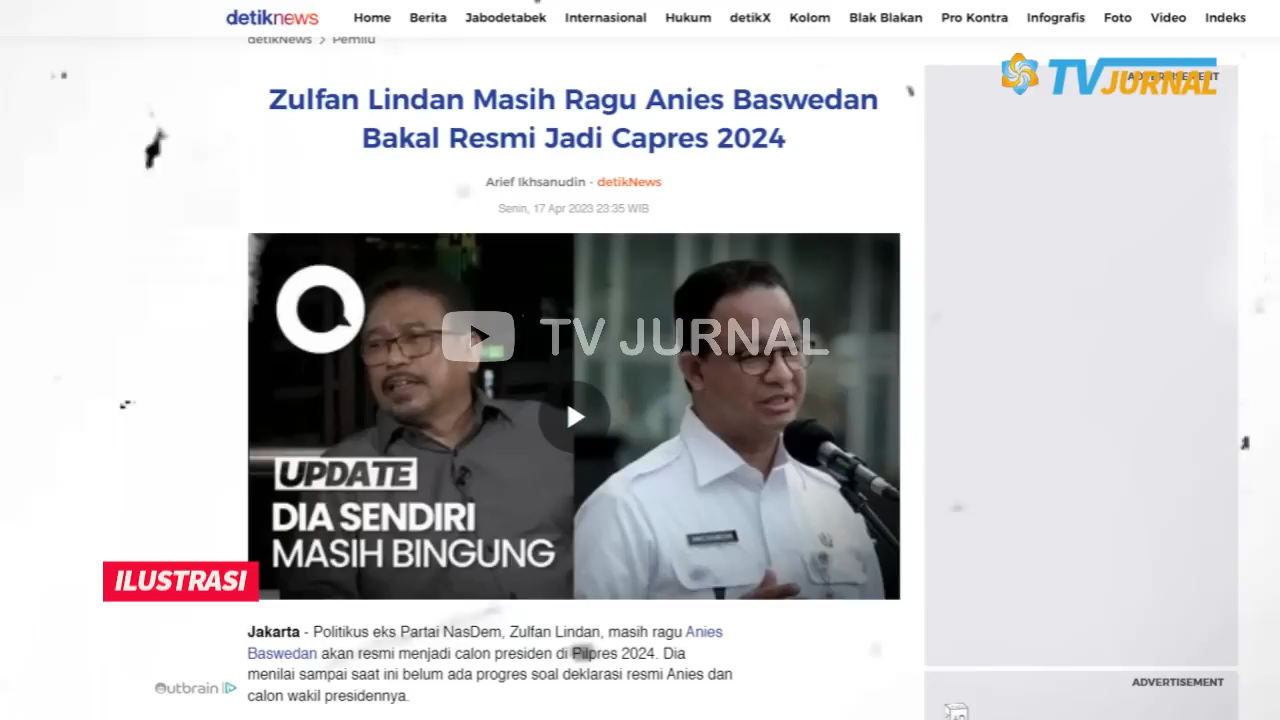 detiknews
Home Berita Jabodetabek Internasional Hukum detikX Kolom Blak Blakan Pro Kontra Infografis Foto Video Indeks
detikNews > Pemilu
TV JURNAL
ADVERTISEMENT
Zulfan Lindan Masih Ragu Anies Baswedan
Bakal Resmi Jadi Capres 2024
Arief Ikhsanudin - detikNews
Senin, 17 Apr 2023 23:35 WIB
TV JURNAL
UPDATE
DIA SENDIRI
MASIH BINGUNG
ILUSTRASI
Jakarta - Politikus eks Partai NasDem, Zulfan Lindan, masih ragu Anies
Baswedan akan resmi menjadi calon presiden di Pilpres 2024. Dia
menilai sampai saat ini belum ada progres soal deklarasi resmi Anies dan
calon wakil presidennya.
Outbrain
ADVERTISEMENT